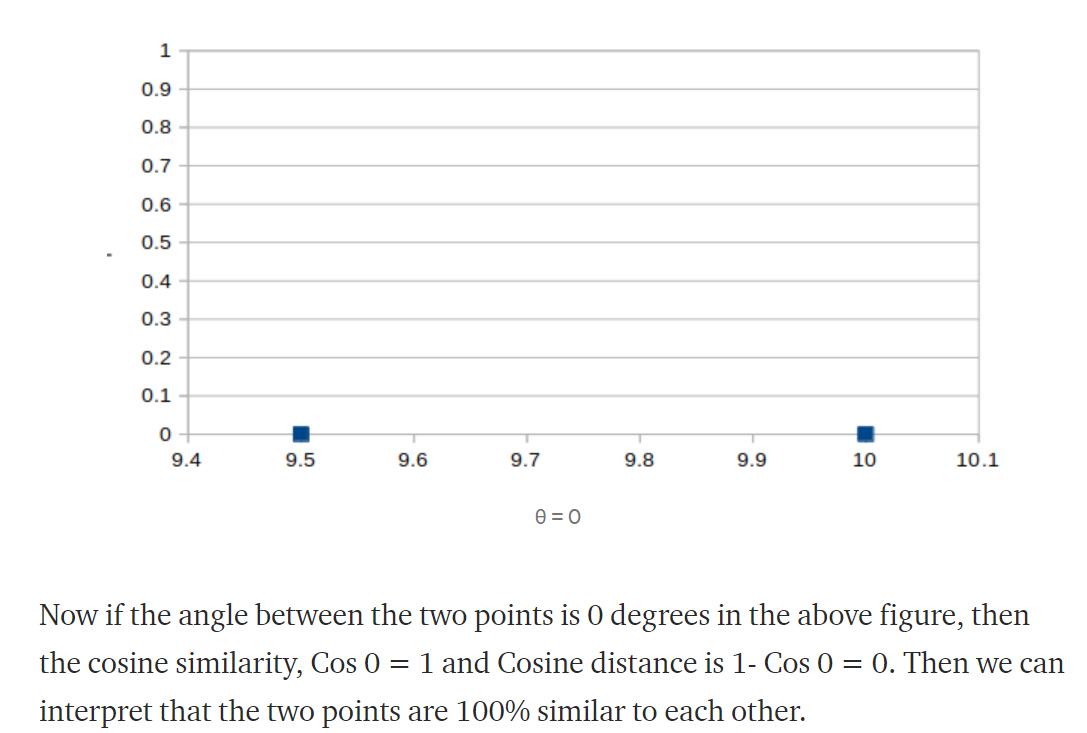 1
0.9
0.8
0.7
0.6
0.5
0.4
0.3
0.2
0.1
0
9.4 9.5 9.6 9.7 9.8 9.9 10 10.1
θ = 0
Now if the angle between the two points is 0 degrees in the above figure, then
the cosine similarity, Cos 0 = 1 and Cosine distance is 1- Cos 0 = 0. Then we can
interpret that the two points are 100% similar to each other.